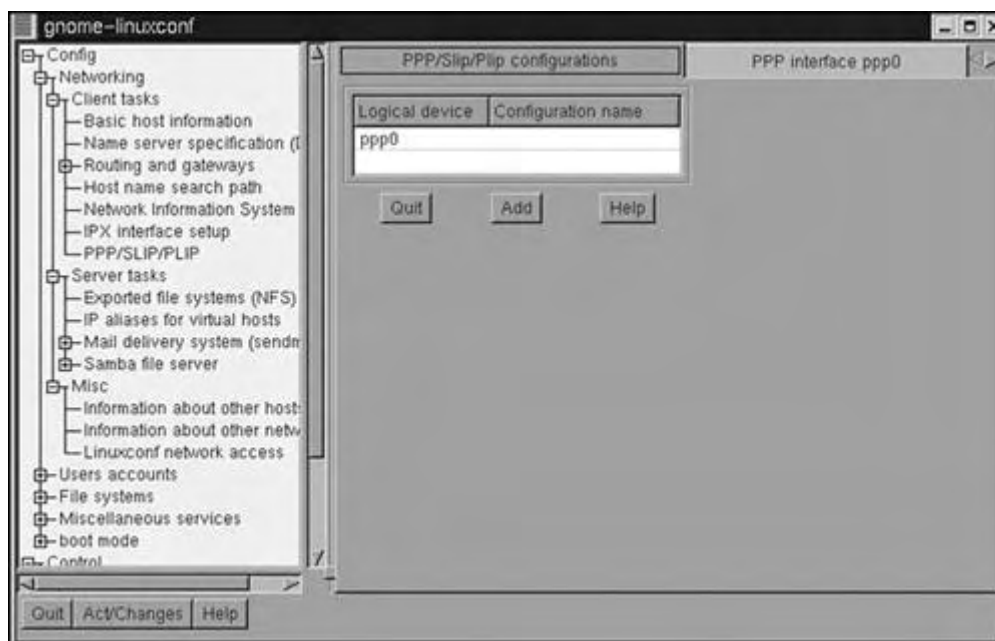 gnome-linuxconf
Config
Networking
Client tasks
Basic host information
Name server specification (
Routing and gateways
Host name search path
Network Information System
IPX interface setup
PPP/SLIP/PLIP
Server tasks
Exported file systems (NFS)
IP aliases for virtual hosts
Mail delivery system (sendm
Samba file server
Misc
Information about other hosts
Information about other netw
Linuxconf network access
Users accounts
File systems
Miscellaneous services
boot mode
Control
Quit Act/Changes Help
PPP/Slip/Plip configurations PPP interface ppp0
Logical device Configuration name
ppp0
Quit Add Help